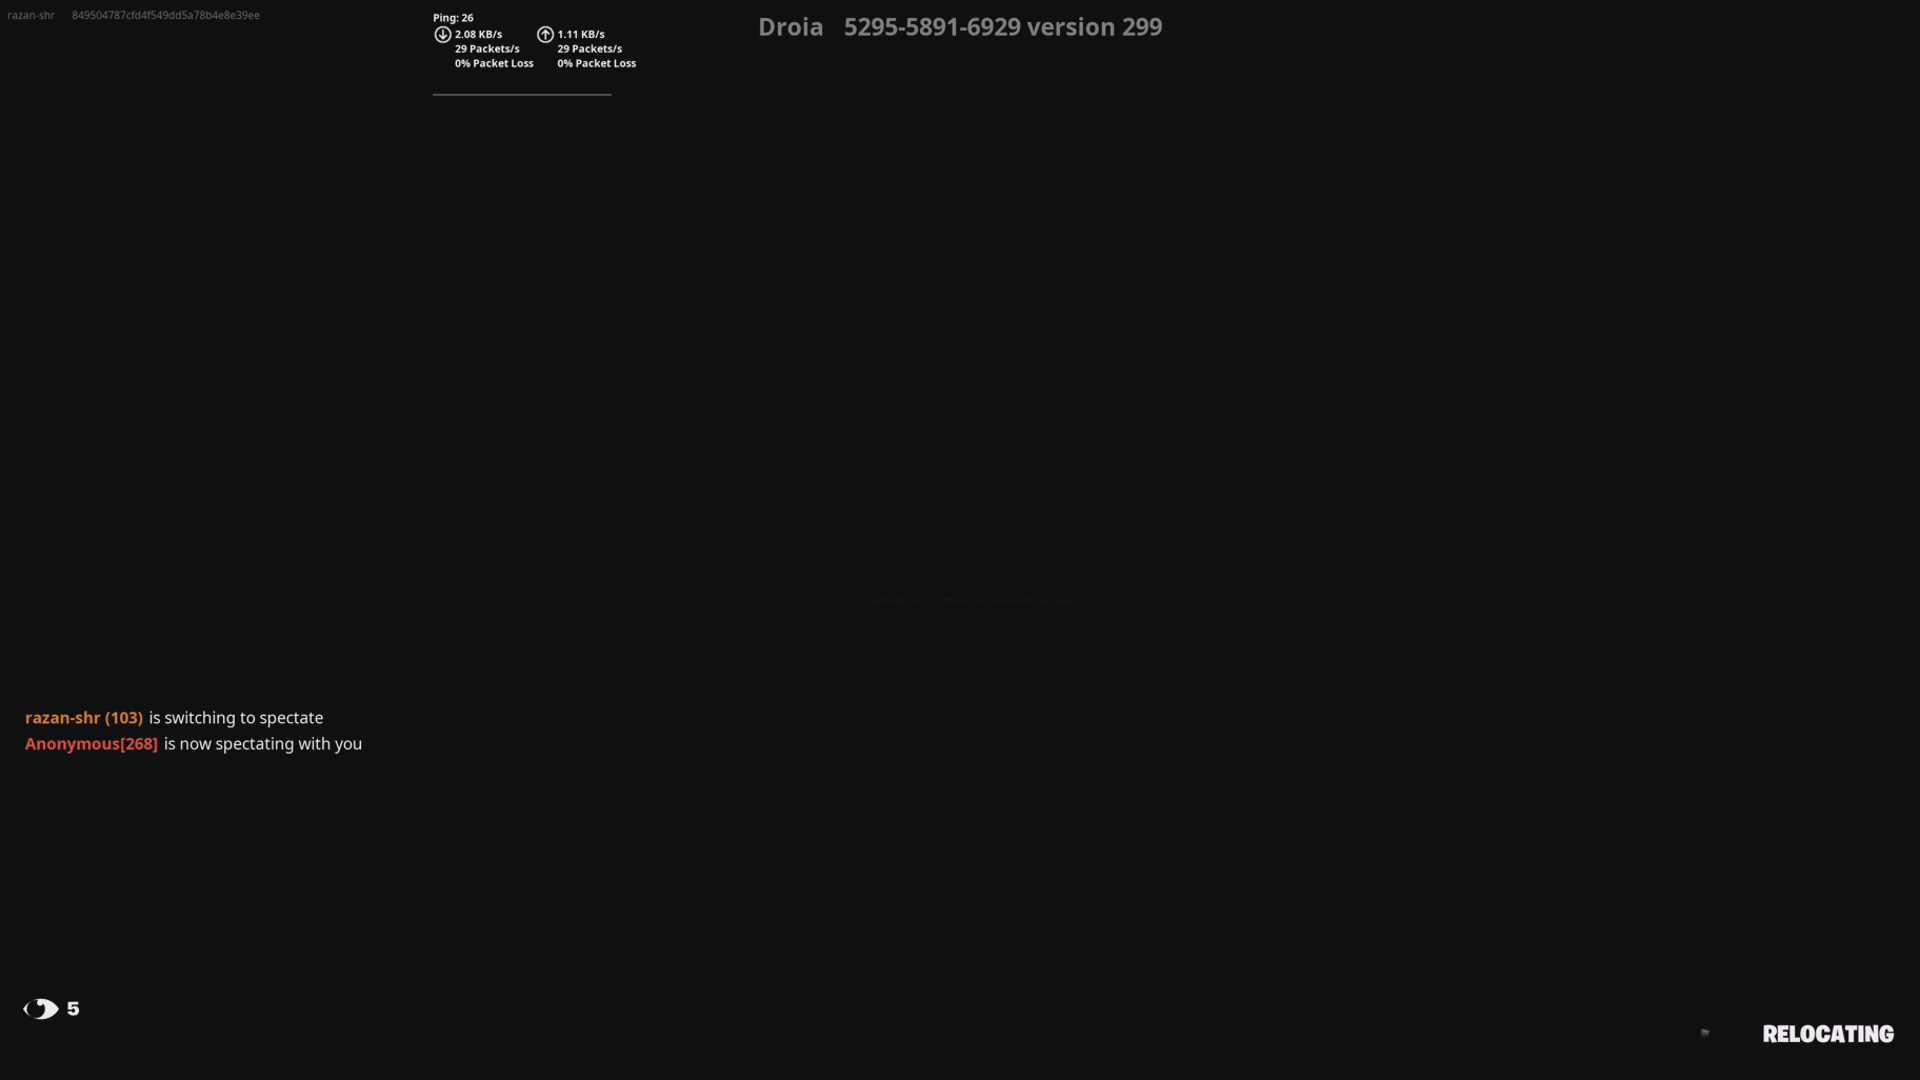 razan-shr 849504787cfd4f549dd5a78b4e8e39ee
Ping: 26
2.08 KB/s 1.11 KB/s
29 Packets/s 29 Packets/s
0% Packet Loss 0% Packet Loss
Droia 5295-5891-6929 version 299
razan-shr (103) is switching to spectate
Anonymous[268] is now spectating with you
5
RELOCATING